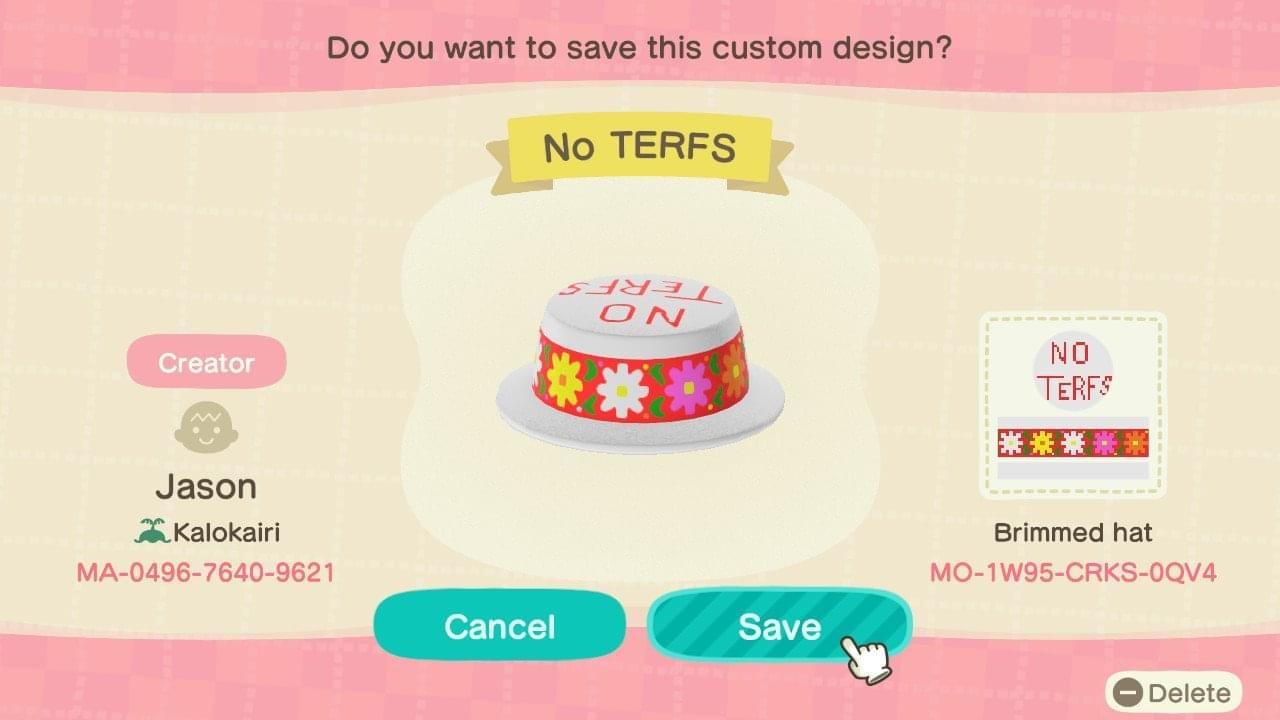 Do you want to save this custom design?
No TERFS
TERFS
NO
Creator
Jason
Kalokairi
MA-0496-7640-9621
NO
TERFS
Brimmed hat
MO-1W95-CRKS-0QV4
Cancel
Save
Delete